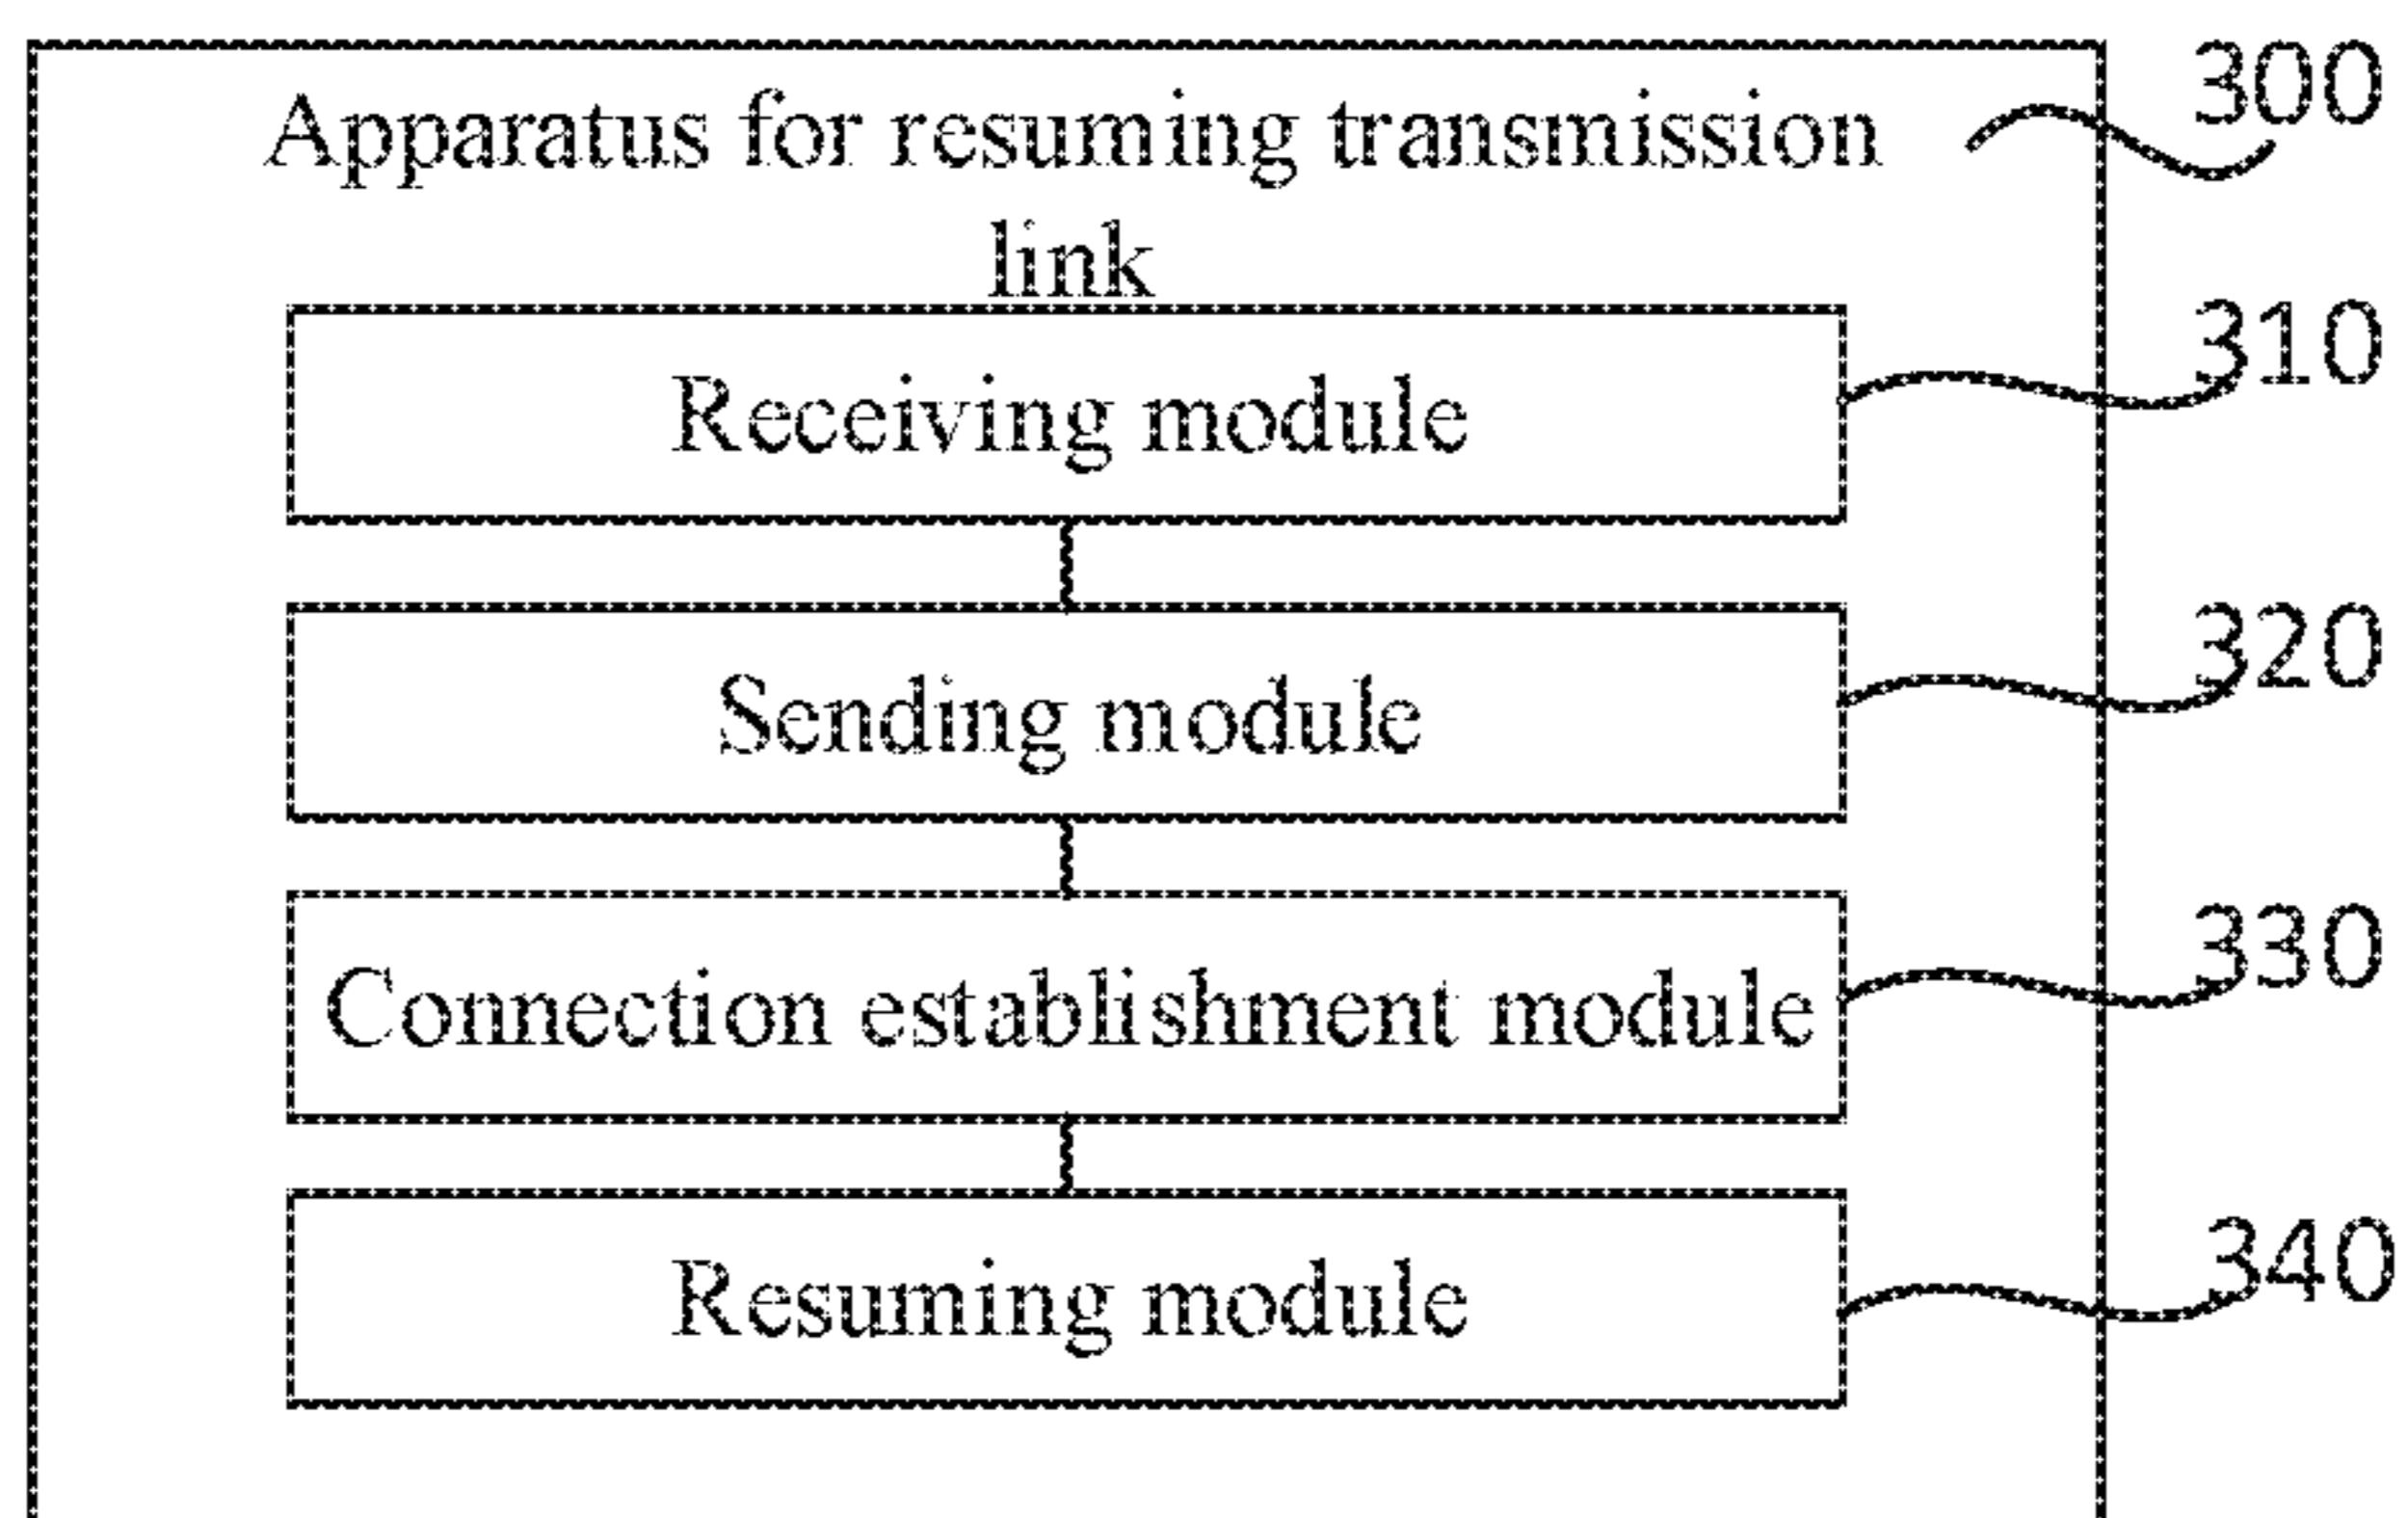 Apparatus for resuming transmission 300
link
Receiving module 310
Sending module 320
Connection establishment module 330
Resuming module 340